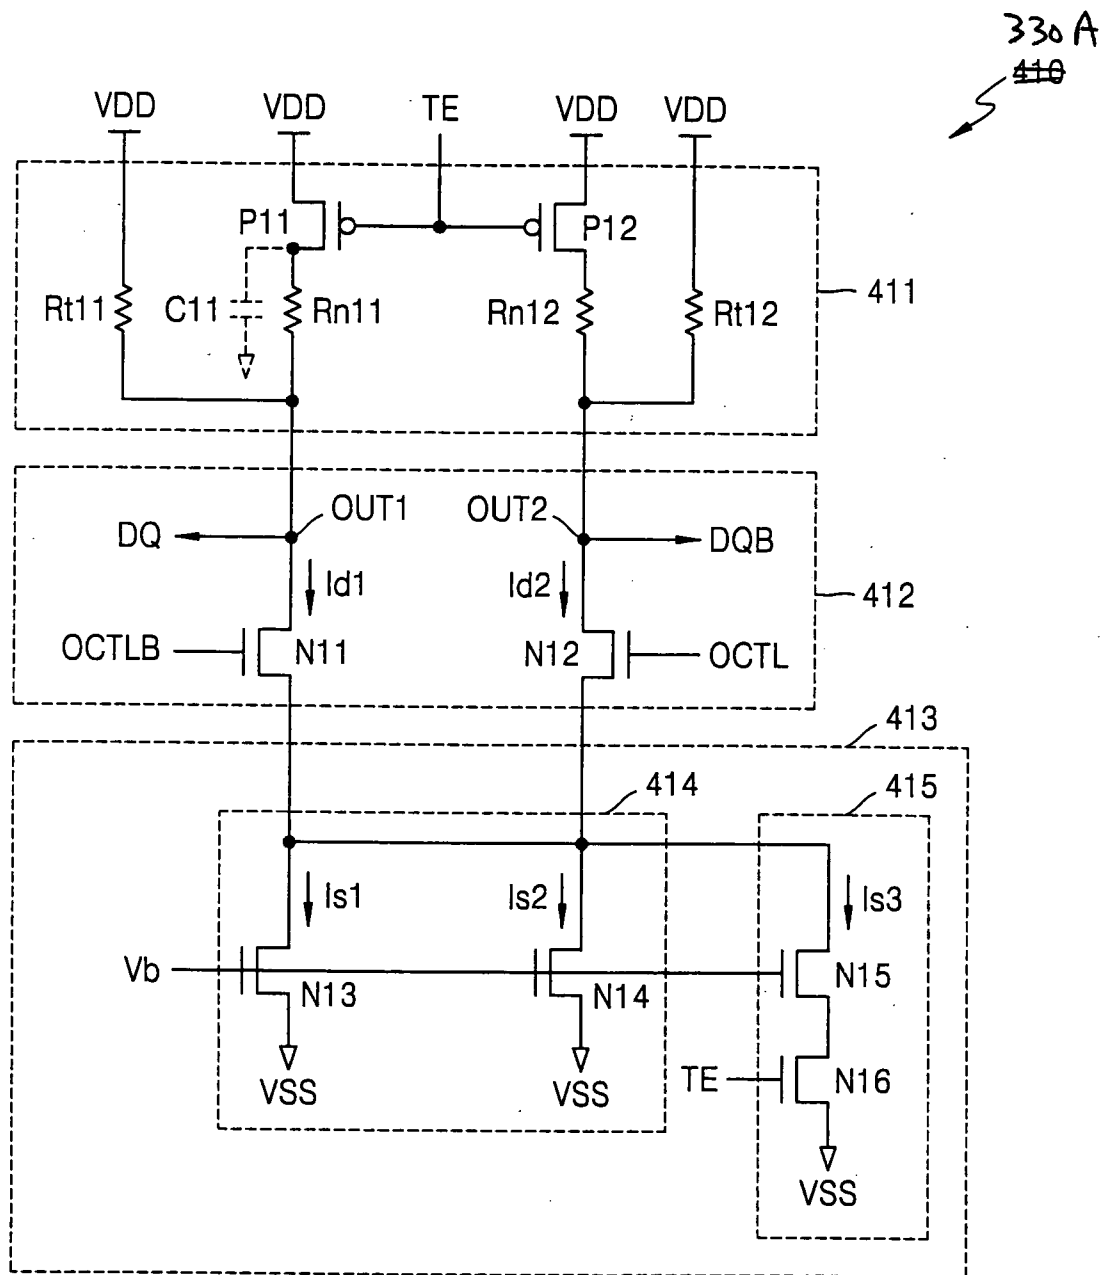 330A
410
VDD VDD TE VDD VDD
P11 P12
Rt11 C11 Rn11 Rn12 Rt12 411
DQ OUT1 OUT2 DQB
Id1 Id2 412
OCTLB N11 N12 OCTL
413
414 415
Is1 Is2 Is3
Vb N13 N14 N15
TE N16
VSS VSS
VSS